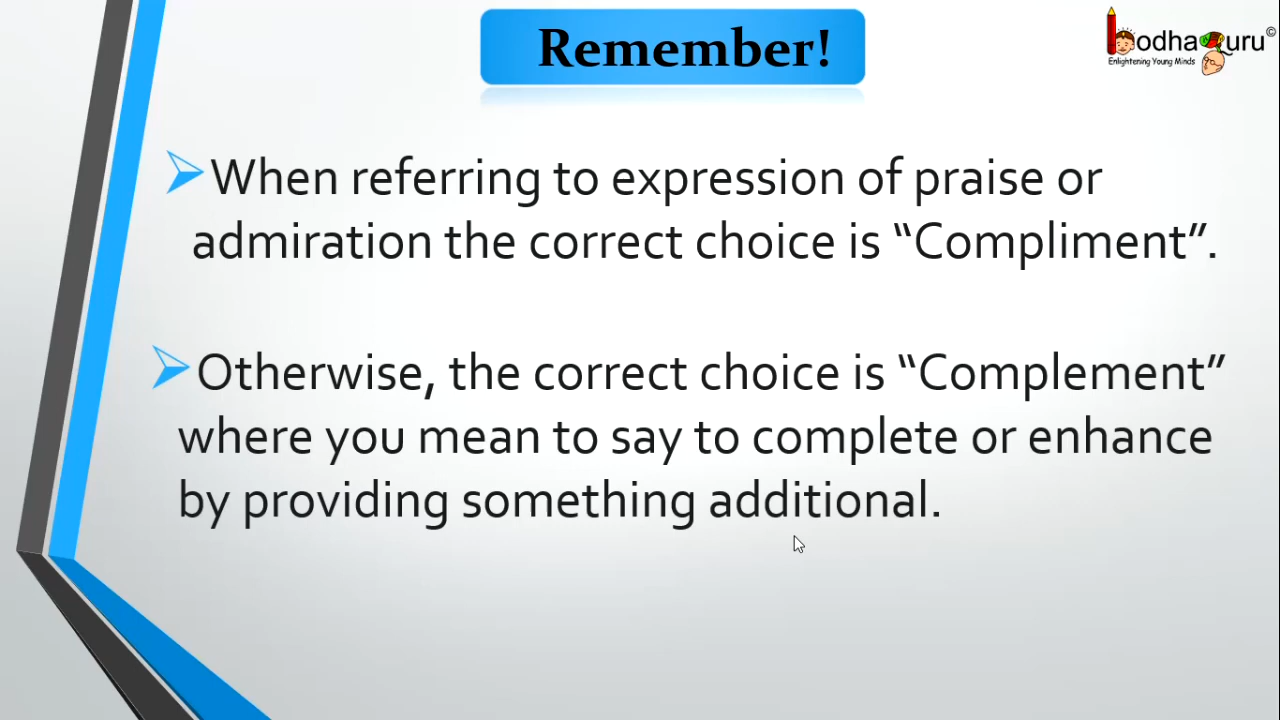 Remember!
bodhaguru©
Enlightening Young Minds
When referring to expression of praise or
admiration the correct choice is “Compliment”.
Otherwise, the correct choice is “Complement”
where you mean to say to complete or enhance
by providing something additional.